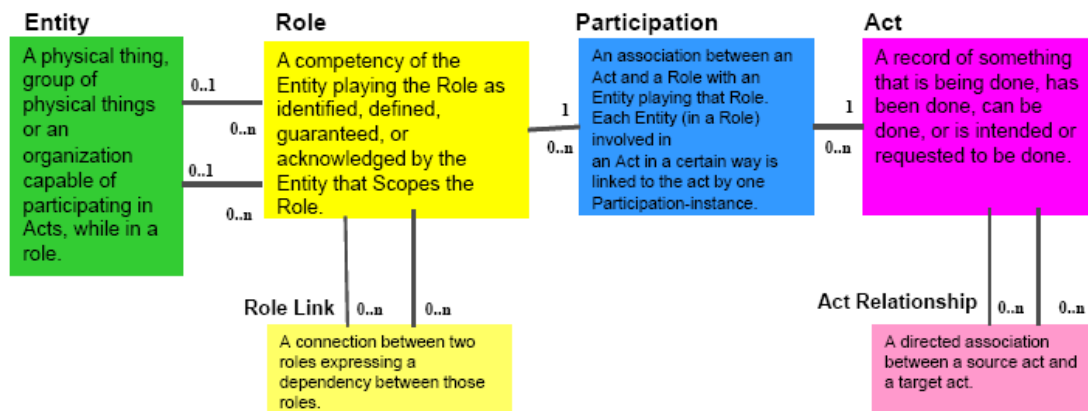 Entity
A physical thing,
group of
physical things
or an
organization
capable of
participating in
Acts, while in a
role.
0..1
0..n
0..1
0..n
Role
A competency of the
Entity playing the Role as
identified, defined,
guaranteed, or
acknowledged by the
Entity that Scopes the
Role.
1
0..n
Participation
An association between an
Act and a Role with an
Entity playing that Role.
Each Entity (in a Role)
involved in
an Act in a certain way is
linked to the act by one
Participation-instance.
1
0..n
Act
A record of something
that is being done, has
been done, can be
done, or is intended or
requested to be done.
Role Link
0..n
0..n
A connection between two
roles expressing a
dependency between those
roles.
Act Relationship
0..n
0..n
A directed association
between a source act and
a target act.